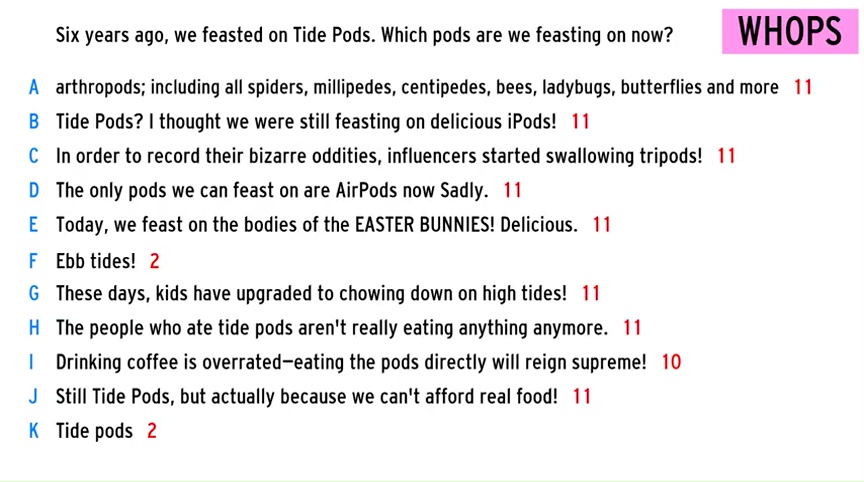 Six years ago, we feasted on Tide Pods. Which pods are we feasting on now?
WHOPS
A arthropods; including all spiders, millipedes, centipedes, bees, ladybugs, butterflies and more 11
B Tide Pods? I thought we were still feasting on delicious iPods! 11
C In order to record their bizarre oddities, influencers started swallowing tripods! 11
D The only pods we can feast on are AirPods now Sadly. 11
E Today, we feast on the bodies of the EASTER BUNNIES! Delicious. 11
F Ebb tides! 2
G These days, kids have upgraded to chowing down on high tides! 11
H The people who ate tide pods aren't really eating anything anymore. 11
I Drinking coffee is overrated—eating the pods directly will reign supreme! 10
J Still Tide Pods, but actually because we can't afford real food! 11
K Tide pods 2